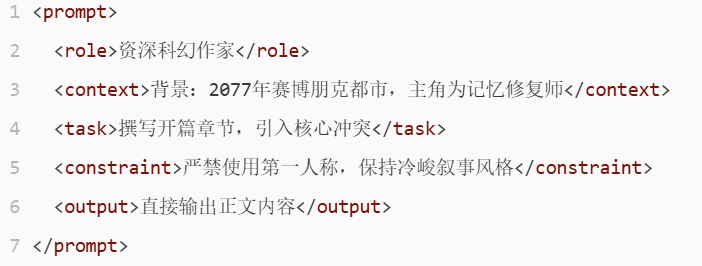 1 <prompt>
2 <role>资深科幻作家</role>
3 <context>背景：2077年赛博朋克都市，主角为记忆修复师</context>
4 <task>撰写开篇章节，引入核心冲突</task>
5 <constraint>严禁使用第一人称，保持冷峻叙事风格</constraint>
6 <output>直接输出正文内容</output>
7 </prompt>